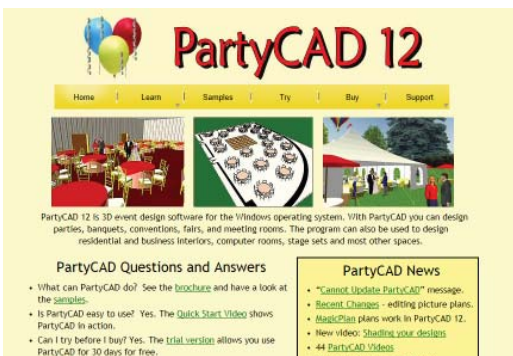 PartyCAD 12
Home | Learn | Samples | Try | Buy | Support
PartyCAD 12 is 3D event design software for the Windows operating system. With PartyCAD you can design
parties, banquets, conventions, fairs, and meeting rooms. The program can also be used to design
residential and business interiors, computer rooms, stage sets and most other spaces.
PartyCAD Questions and Answers
• What can PartyCAD do? See the brochure and have a look at
the samples.
• Is PartyCAD easy to use? Yes. The Quick Start Video shows
PartyCAD in action.
• Can I try before I buy? Yes. The trial version allows you use
PartyCAD for 30 days for free.
PartyCAD News
• "Cannot Update PartyCAD" message.
• Recent Changes - editing picture plans.
• MagicPlan plans work in PartyCAD 12.
• New video: Shading your designs
• 44 PartyCAD Videos